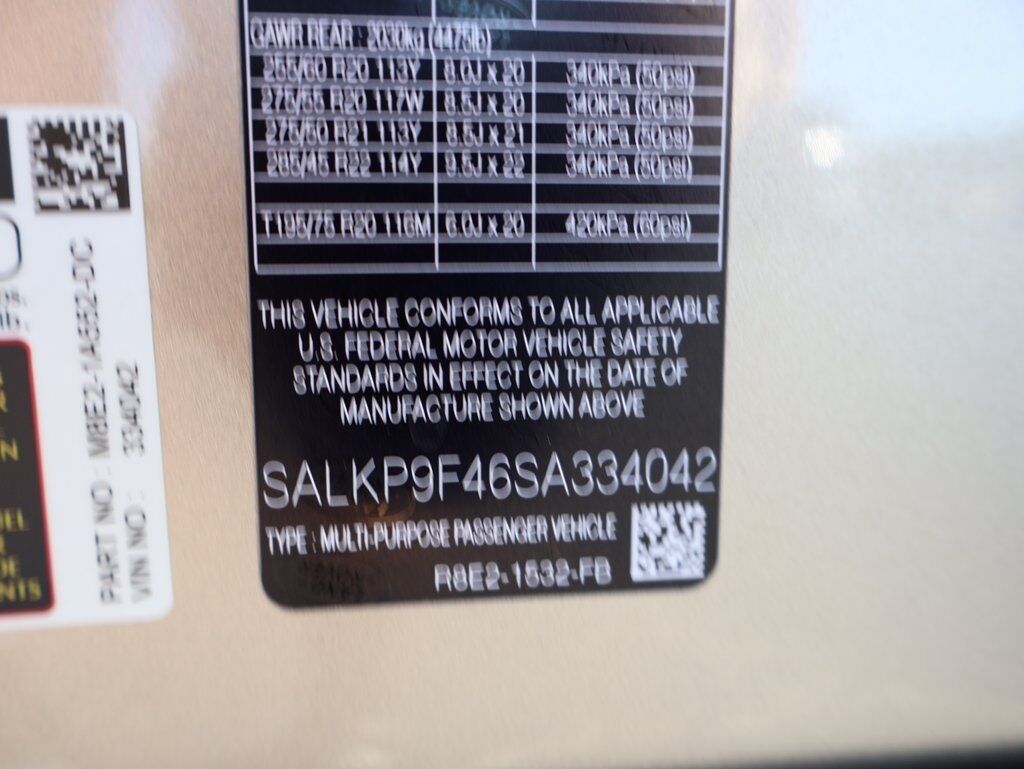 GAWR REAR : 2030kg (4475lb)
255/60 R20 113Y 8.0J x 20 340kPa (50psi)
275/55 R20 117W 8.5J x 20 340kPa (50psi)
275/50 R21 113Y 8.5J x 21 340kPa (50psi)
285/45 R22 114Y 9.5J x 22 340kPa (50psi)
T195/75 R20 116M 6.0J x 20 420kPa (60psi)
THIS VEHICLE CONFORMS TO ALL APPLICABLE
U.S. FEDERAL MOTOR VEHICLE SAFETY
STANDARDS IN EFFECT ON THE DATE OF
MANUFACTURE SHOWN ABOVE
SALKP9F46SA334042
TYPE : MULTI-PURPOSE PASSENGER VEHICLE
R8E2-1532-FB
PART NO : M8E2-1A552-DC
VIN NO : 334042